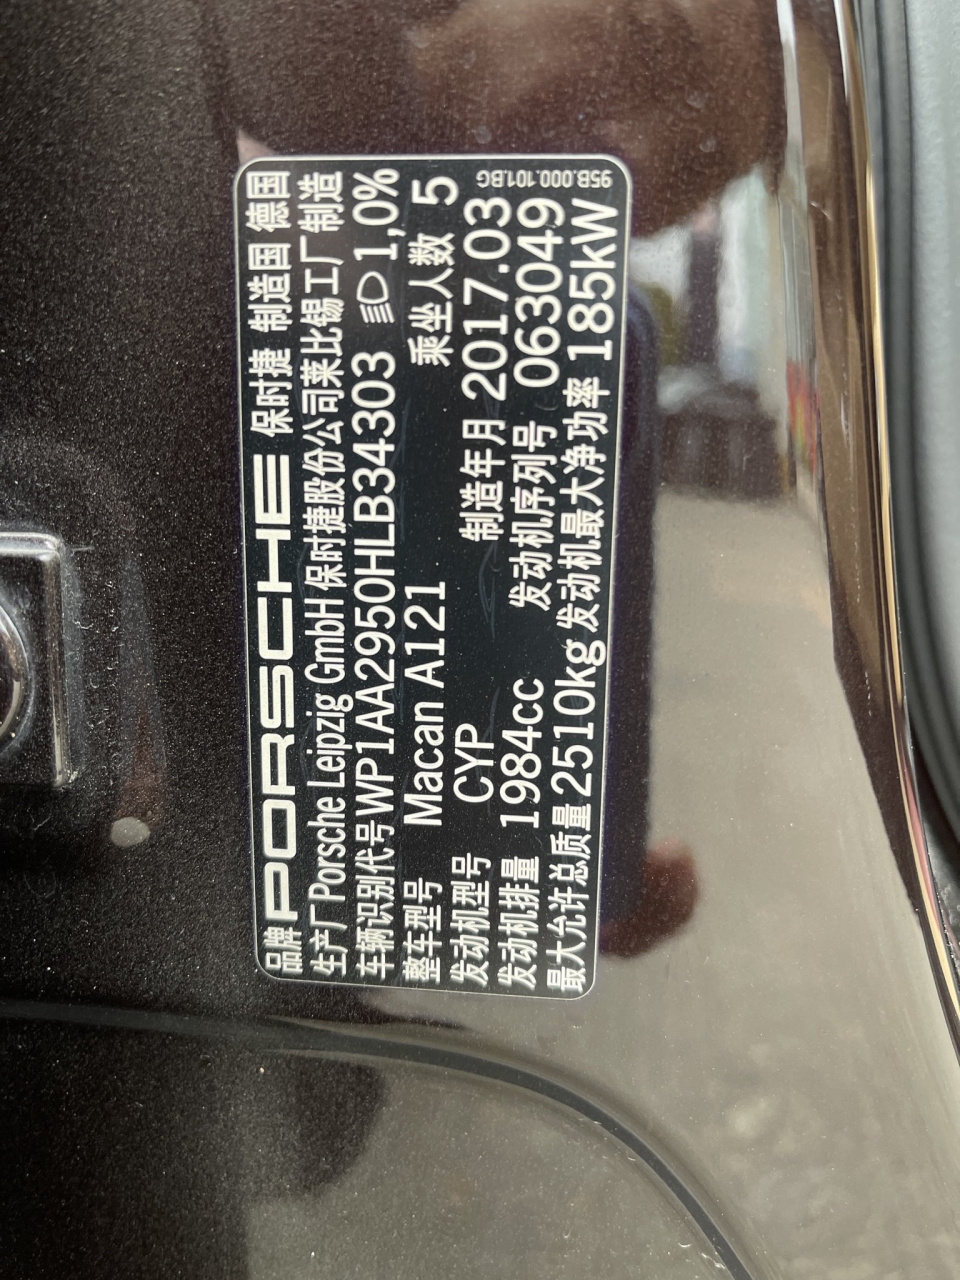 品牌 PORSCHE 保时捷 制造国 德国
生产厂 Porsche Leipzig GmbH 保时捷股份公司莱比锡工厂制造
车辆识别代号 WP1AA2950HLB34303 1,0%
整车型号 Macan A121 乘坐人数 5
发动机型号 CYP 制造年月 2017.03
发动机排量 1984cc 发动机序列号 063049
最大允许总质量 2510kg 发动机最大净功率 185kW
95B.000.101.BG